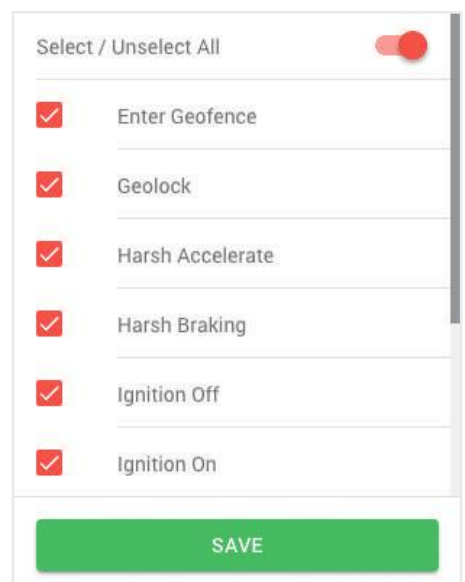 Select / Unselect All
Enter Geofence
Geolock
Harsh Accelerate
Harsh Braking
Ignition Off
Ignition On
SAVE